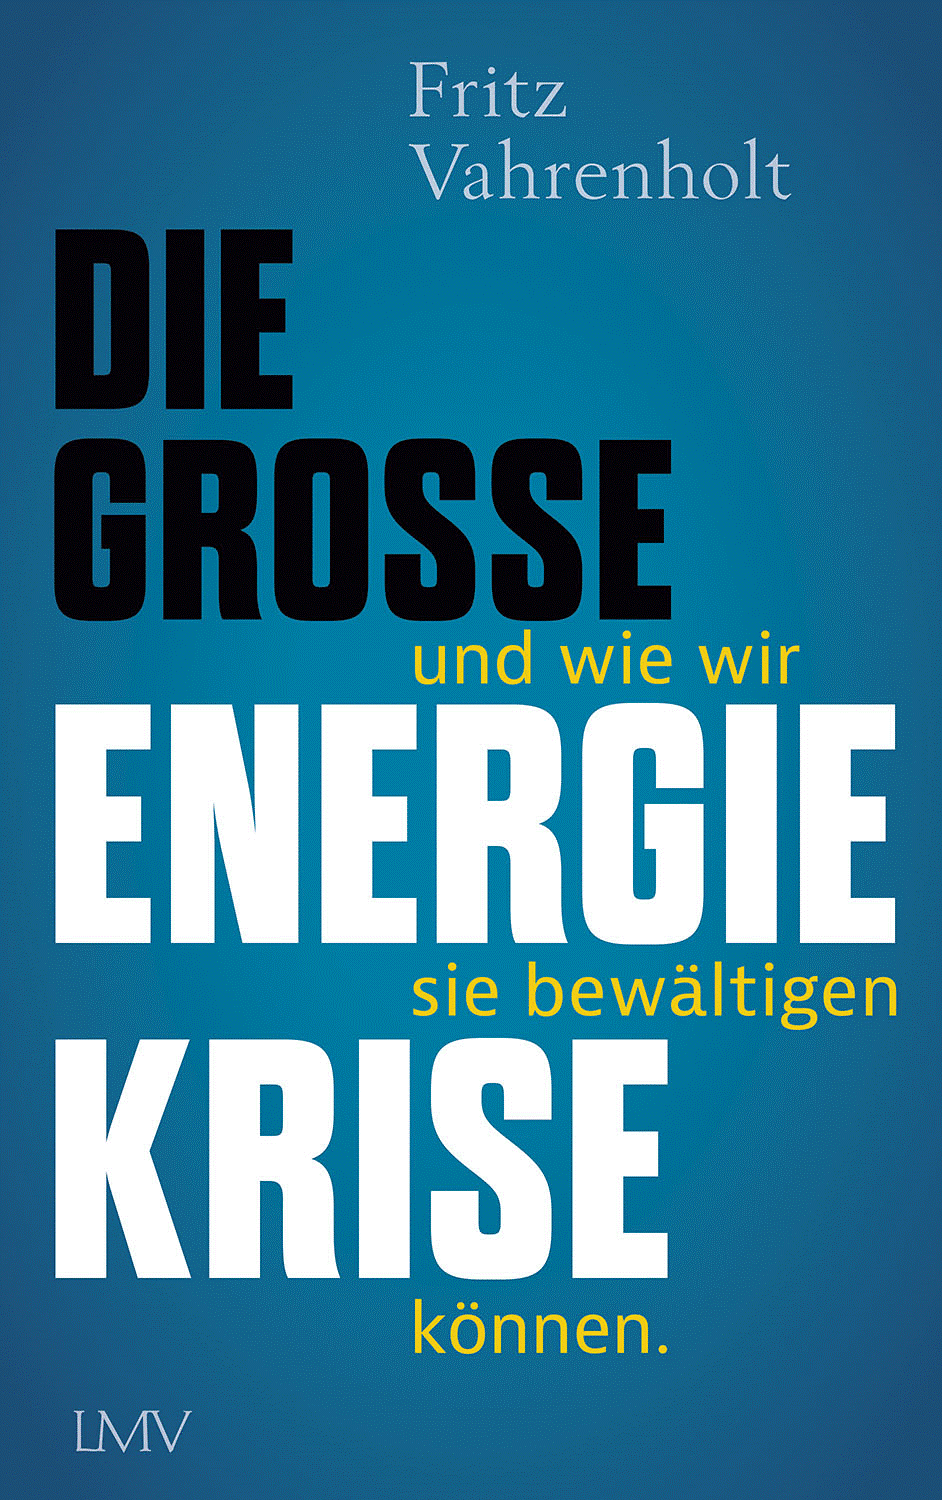 Fritz
Vahrenholt
DIE
GROSSE
und wie wir
ENERGIE
sie bewältigen
KRISE
können.
LMV